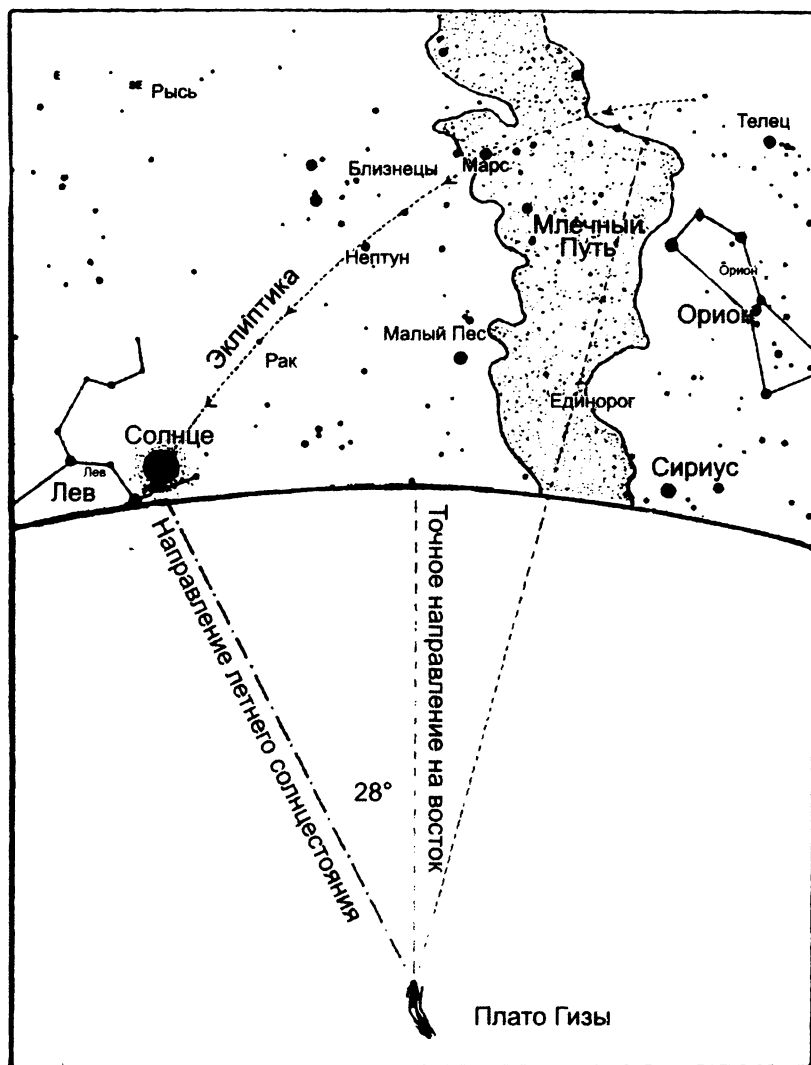 Рысь
Телец
Близнецы
Марс
Млечный
Путь
Нептун
Орион
Орион
Эклиптика
Малый Пес
Рак
Единорог
Солнце
Лев
Лев
Сириус
Направление летнего солнцестояния
Точное направление на восток
28°
Плато Гизы